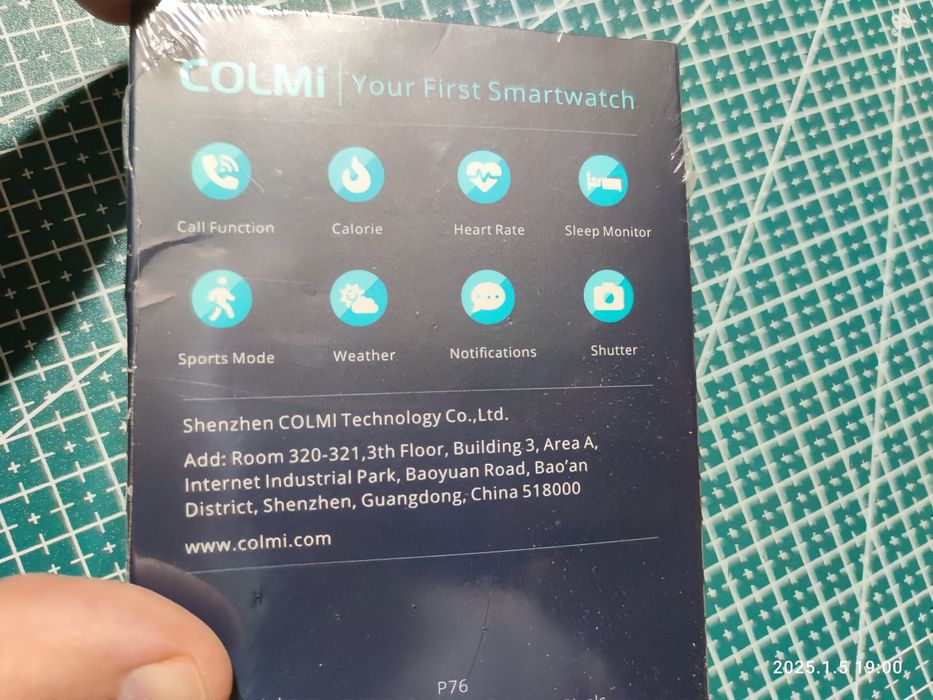 COLMi | Your First Smartwatch
Call Function Calorie Heart Rate Sleep Monitor
Sports Mode Weather Notifications Shutter
Shenzhen COLMI Technology Co.,Ltd.
Add: Room 320-321,3th Floor, Building 3, Area A,
Internet Industrial Park, Baoyuan Road, Bao'an
District, Shenzhen, Guangdong, China 518000
www.colmi.com
P76
2025.1.5 19:00